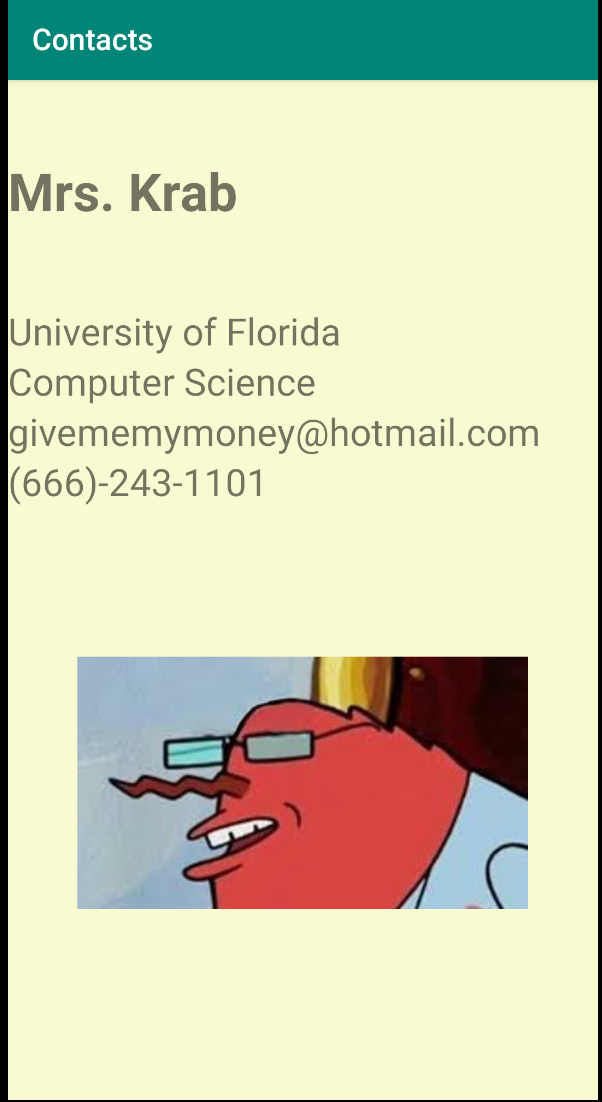 Contacts
Mrs. Krab
University of Florida
Computer Science
givememymoney@hotmail.com
(666)-243-1101